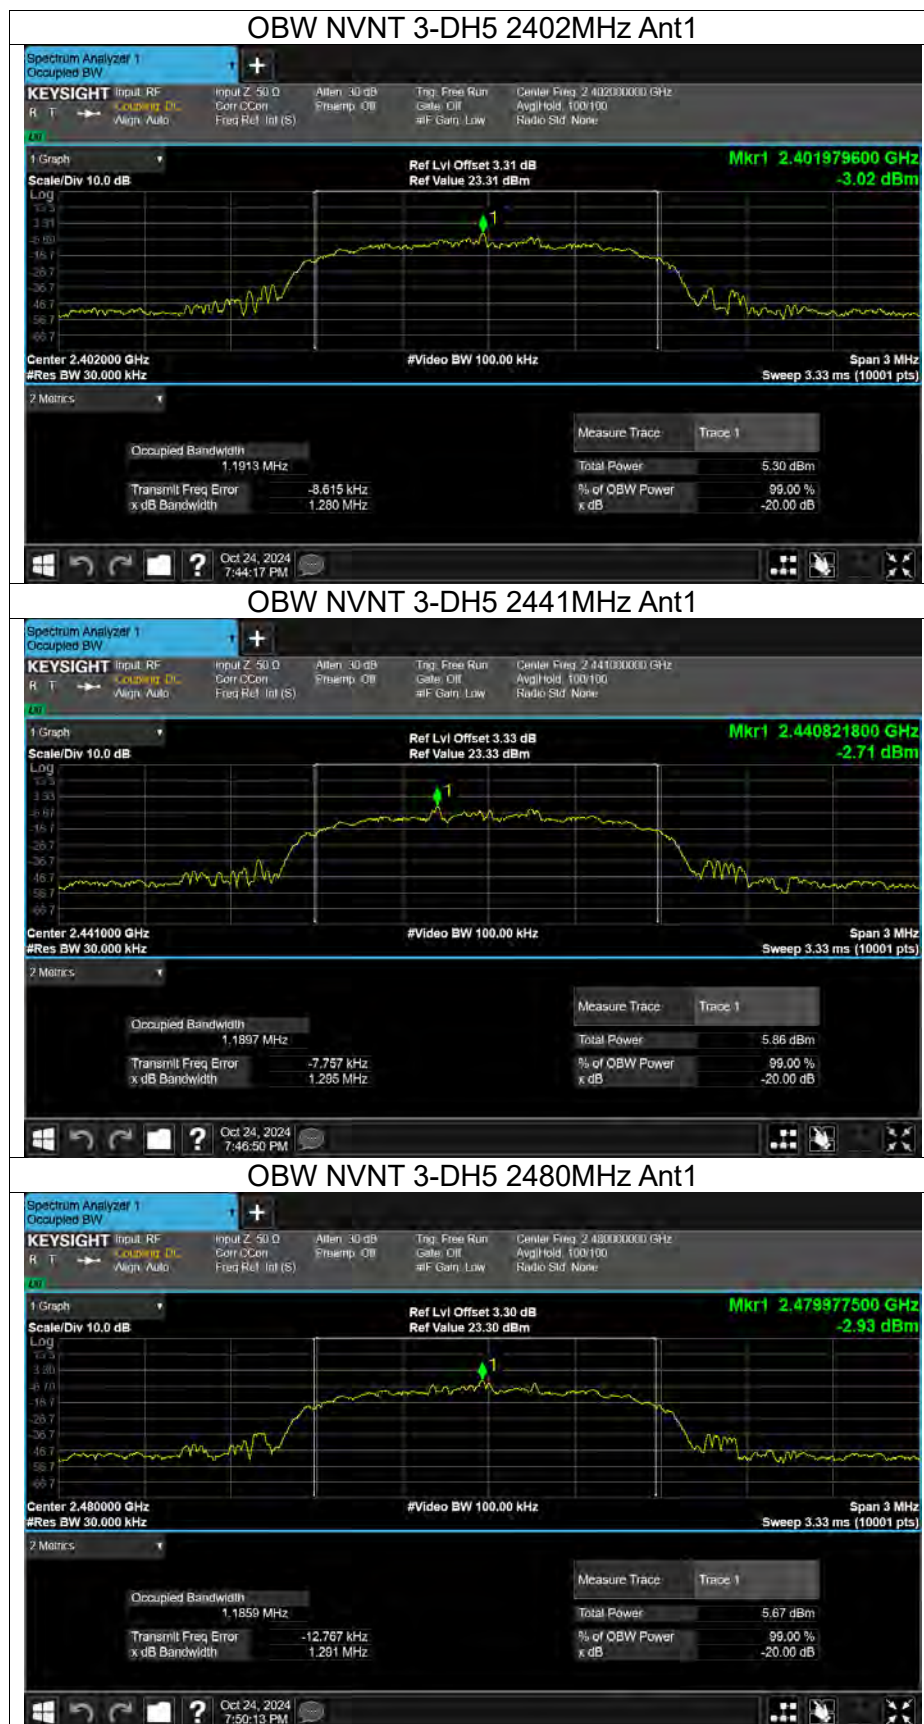 OBW NVNT 3-DH5 2402MHz Ant1
Spectrum Analyzer 1
Occupied BW
+
KEYSIGHT Input: RF Input Z: 50 Ω Atten: 30 dB Trig: Free Run Center Freq: 2.402000000 GHz
R T Coupling: DC Corr CCorr Preamp: Off Gate: Off Avg|Hold: 100/100
Align: Auto Freq Ref: Int (S) #IF Gain: Low Radio Std: None
1 Graph Ref Lvl Offset 3.31 dB Mkr1 2.401979600 GHz
Scale/Div 10.0 dB Ref Value 23.31 dBm -3.02 dBm
Log
1
Center 2.402000 GHz #Video BW 100.00 kHz Span 3 MHz
#Res BW 30.000 kHz Sweep 3.33 ms (10001 pts)
2 Metrics
Measure Trace Trace 1
Occupied Bandwidth
1.1913 MHz Total Power 5.30 dBm
Transmit Freq Error -8.615 kHz % of OBW Power 99.00 %
x dB Bandwidth 1.280 MHz x dB -20.00 dB
Oct 24, 2024
7:44:17 PM
OBW NVNT 3-DH5 2441MHz Ant1
Spectrum Analyzer 1
Occupied BW
+
KEYSIGHT Input: RF Input Z: 50 Ω Atten: 30 dB Trig: Free Run Center Freq: 2.441000000 GHz
R T Coupling: DC Corr CCorr Preamp: Off Gate: Off Avg|Hold: 100/100
Align: Auto Freq Ref: Int (S) #IF Gain: Low Radio Std: None
1 Graph Ref Lvl Offset 3.33 dB Mkr1 2.440821800 GHz
Scale/Div 10.0 dB Ref Value 23.33 dBm -2.71 dBm
Log
1
Center 2.441000 GHz #Video BW 100.00 kHz Span 3 MHz
#Res BW 30.000 kHz Sweep 3.33 ms (10001 pts)
2 Metrics
Measure Trace Trace 1
Occupied Bandwidth
1.1897 MHz Total Power 5.86 dBm
Transmit Freq Error -7.757 kHz % of OBW Power 99.00 %
x dB Bandwidth 1.295 MHz x dB -20.00 dB
Oct 24, 2024
7:46:50 PM
OBW NVNT 3-DH5 2480MHz Ant1
Spectrum Analyzer 1
Occupied BW
+
KEYSIGHT Input: RF Input Z: 50 Ω Atten: 30 dB Trig: Free Run Center Freq: 2.480000000 GHz
R T Coupling: DC Corr CCorr Preamp: Off Gate: Off Avg|Hold: 100/100
Align: Auto Freq Ref: Int (S) #IF Gain: Low Radio Std: None
1 Graph Ref Lvl Offset 3.30 dB Mkr1 2.479977500 GHz
Scale/Div 10.0 dB Ref Value 23.30 dBm -2.93 dBm
Log
1
Center 2.480000 GHz #Video BW 100.00 kHz Span 3 MHz
#Res BW 30.000 kHz Sweep 3.33 ms (10001 pts)
2 Metrics
Measure Trace Trace 1
Occupied Bandwidth
1.1859 MHz Total Power 5.67 dBm
Transmit Freq Error -12.767 kHz % of OBW Power 99.00 %
x dB Bandwidth 1.291 MHz x dB -20.00 dB
Oct 24, 2024
7:50:13 PM